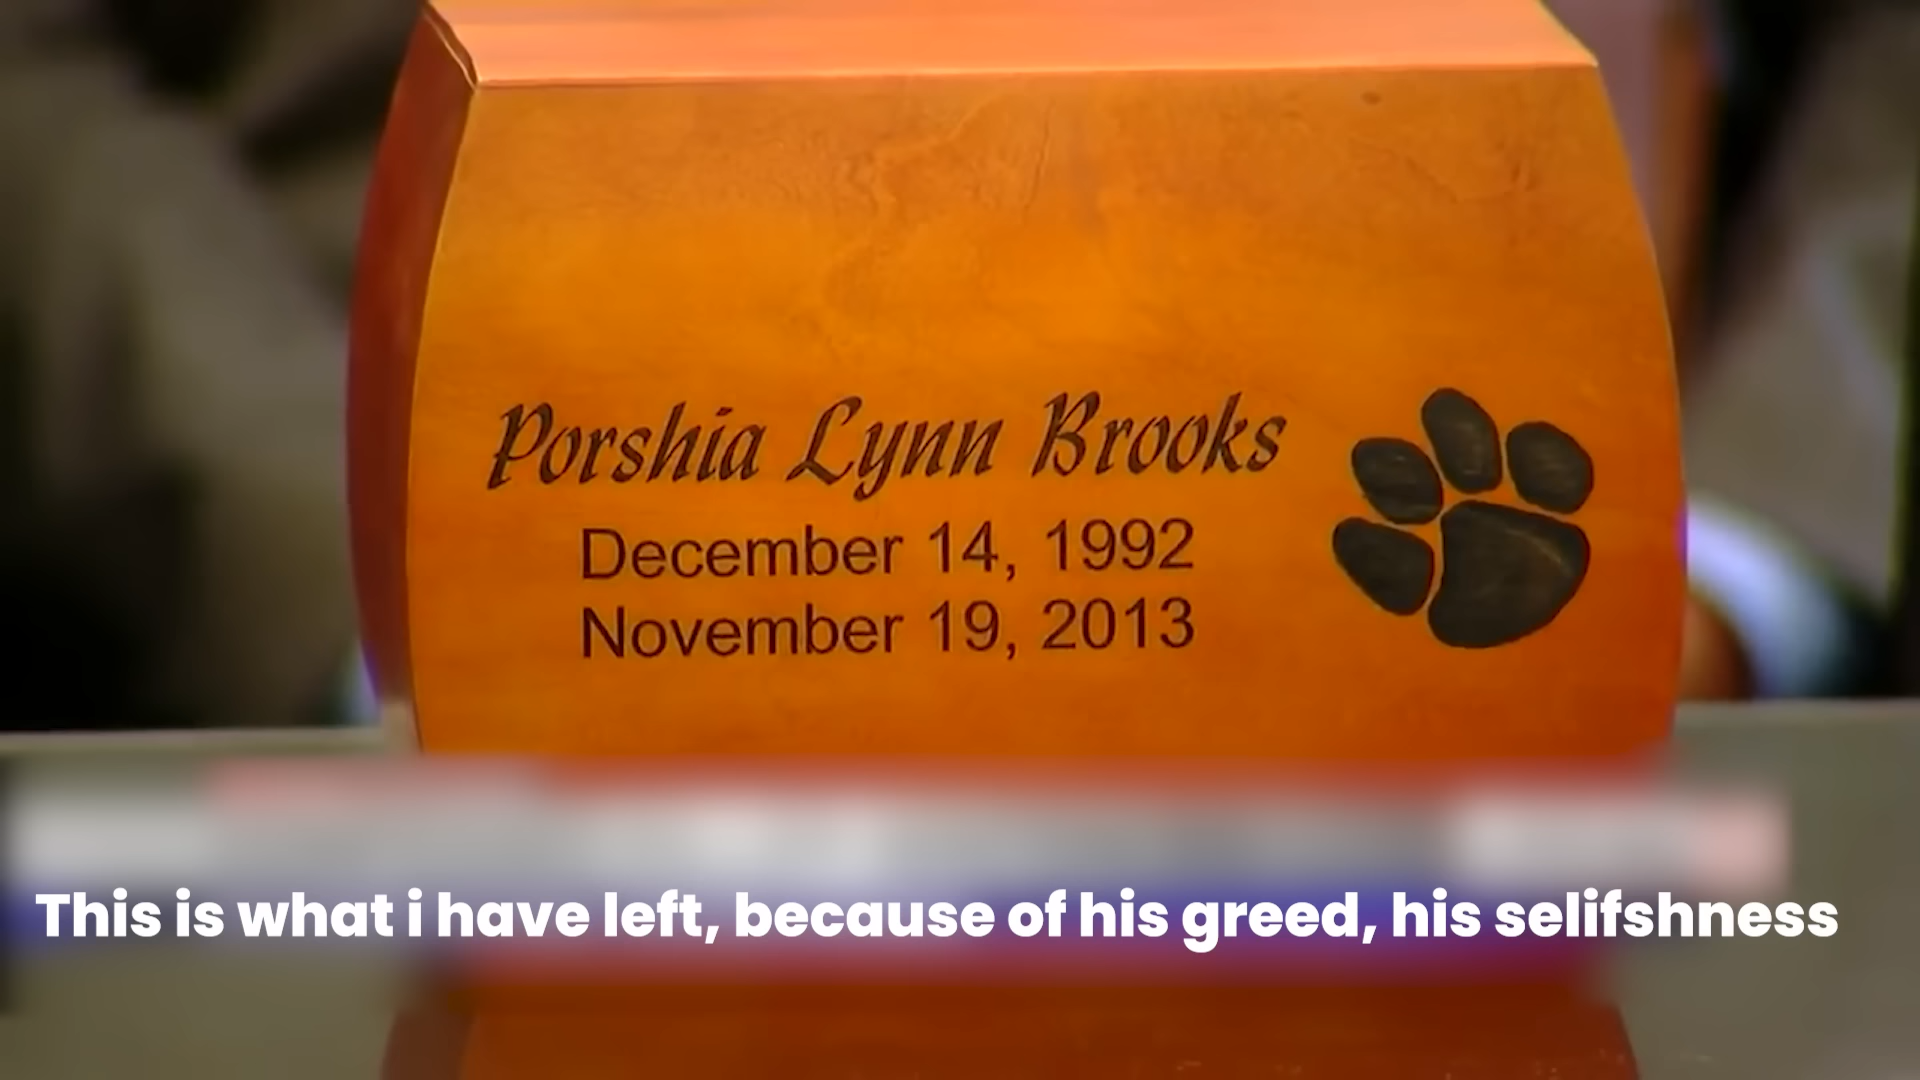 Porshia Lynn Brooks
December 14, 1992
November 19, 2013
This is what i have left, because of his greed, his selifshness